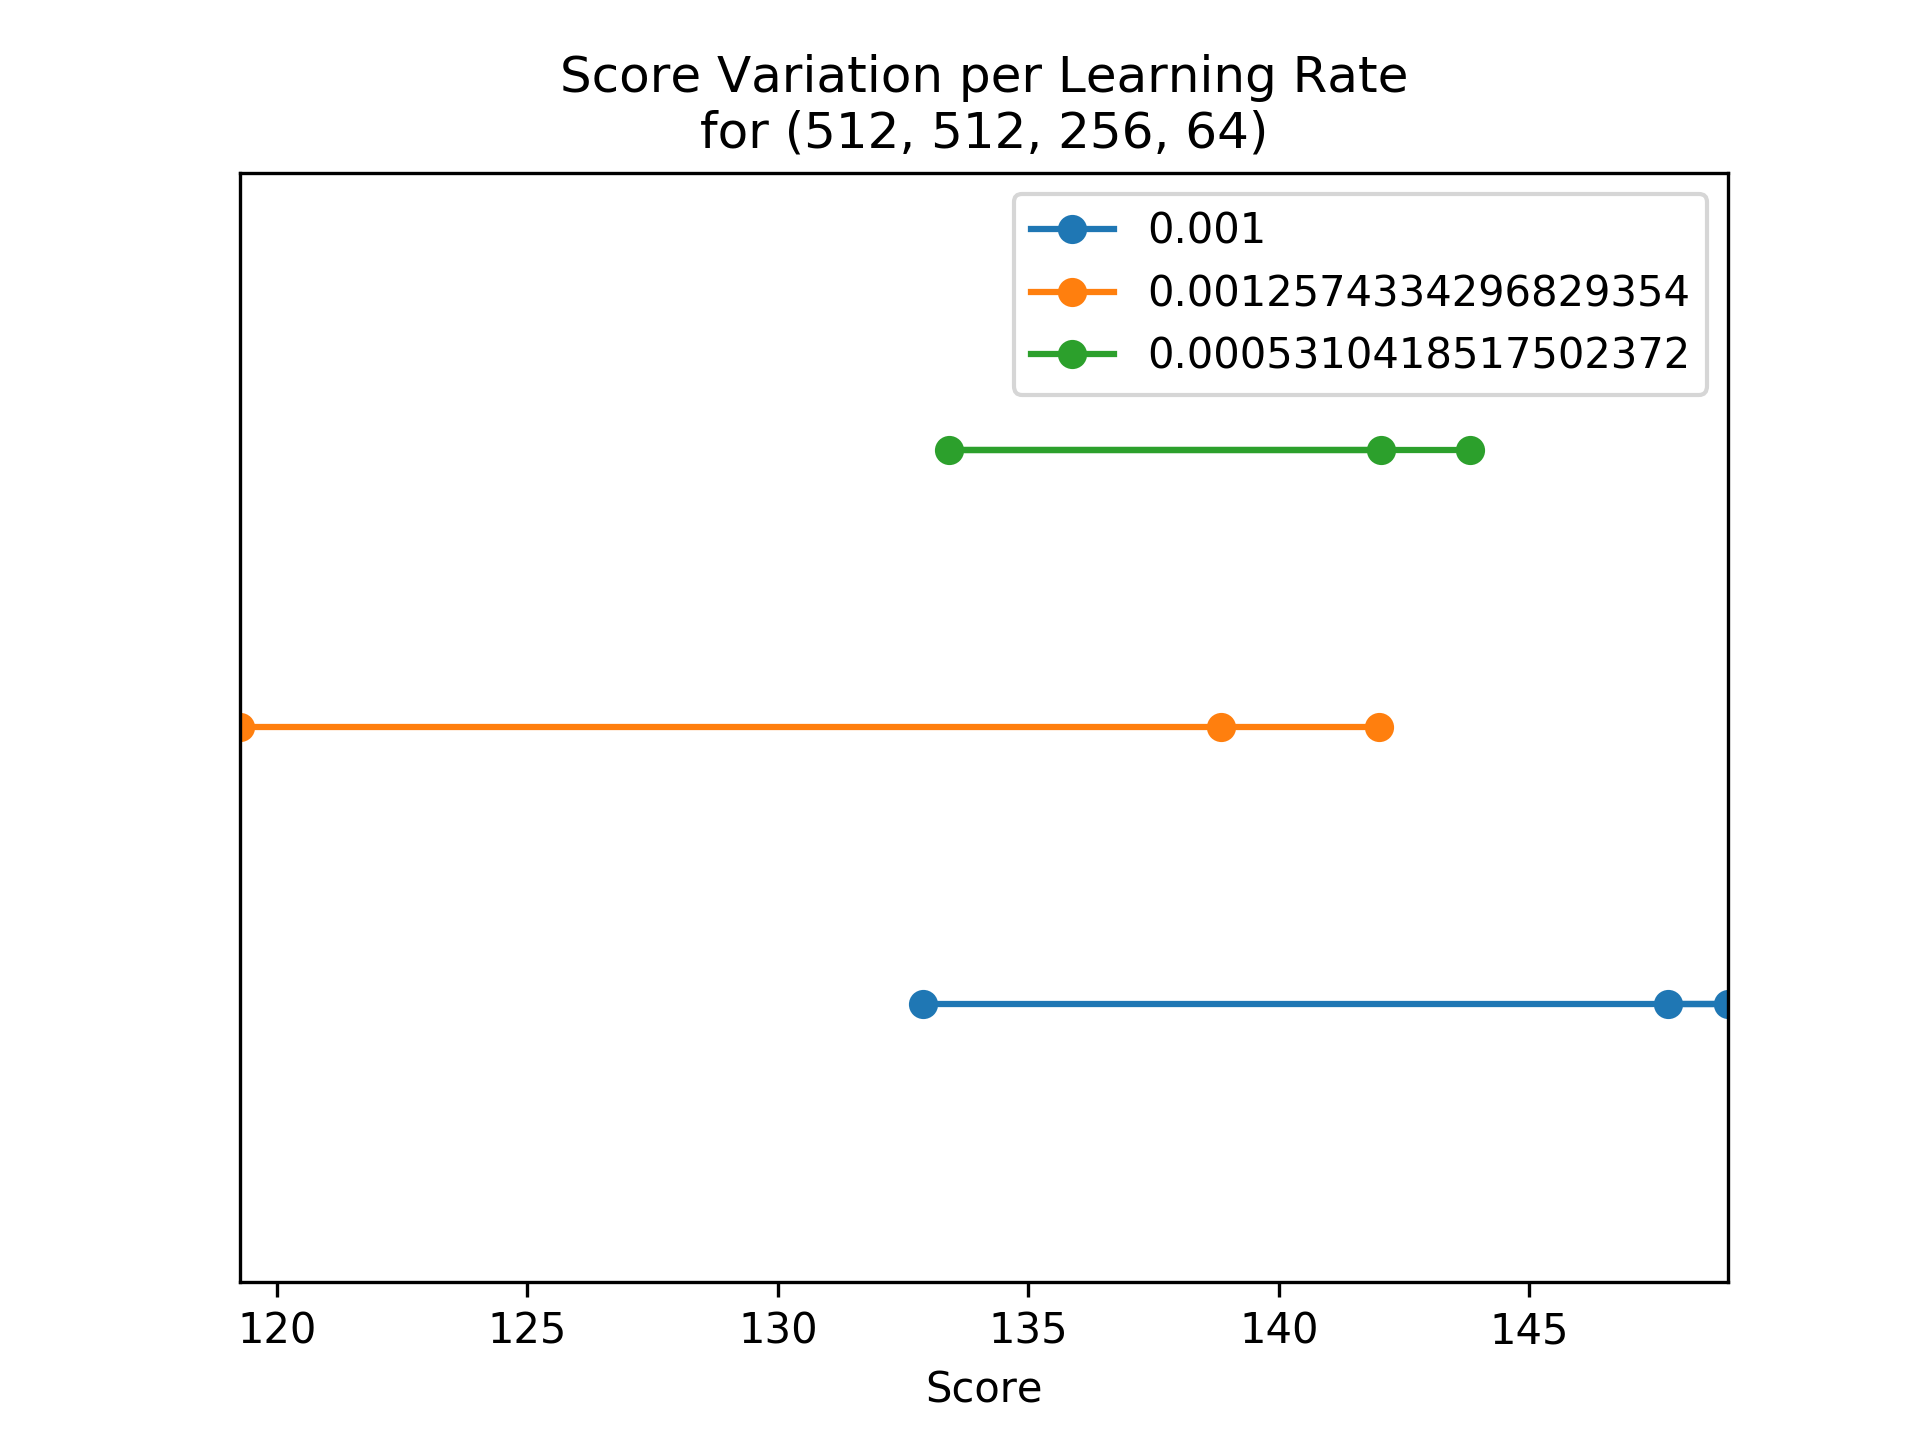 Score Variation per Learning Rate
for (512, 512, 256, 64)
0.001
0.0012574334296829354
0.0005310418517502372
120 125 130 135 140 145
Score